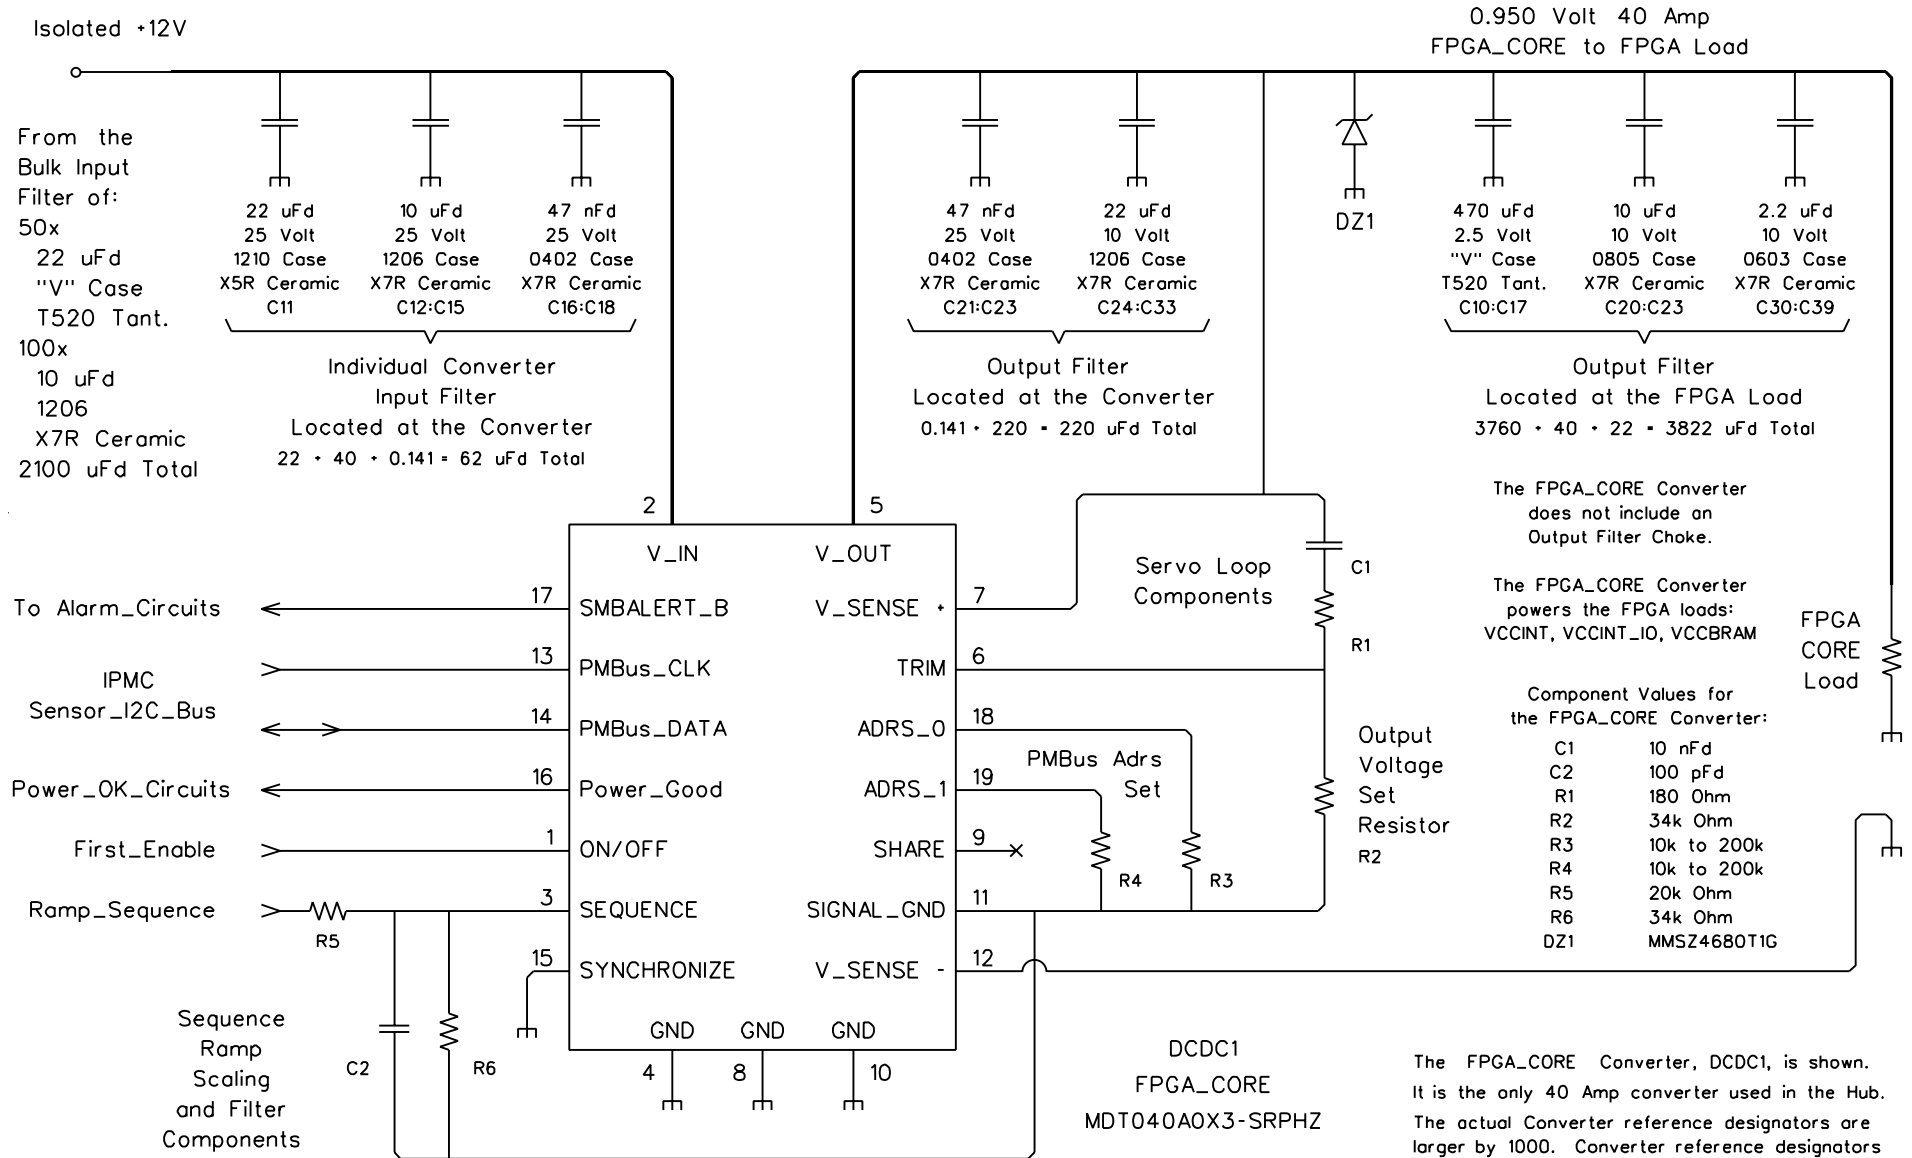 Isolated +12V
0.950 Volt 40 Amp
FPGA_CORE to FPGA Load
From the
Bulk Input
Filter of:
50x
22 uFd
"V" Case
T520 Tant.
100x
10 uFd
1206
X7R Ceramic
2100 uFd Total
22 uFd
25 Volt
1210 Case
X5R Ceramic
C11
10 uFd
25 Volt
1206 Case
X7R Ceramic
C12:C15
47 nFd
25 Volt
0402 Case
X7R Ceramic
C16:C18
Individual Converter
Input Filter
Located at the Converter
22 + 40 + 0.141 = 62 uFd Total
47 nFd
25 Volt
0402 Case
X7R Ceramic
C21:C23
22 uFd
10 Volt
1206 Case
X7R Ceramic
C24:C33
Output Filter
Located at the Converter
0.141 + 220 = 220 uFd Total
DZ1
470 uFd
2.5 Volt
"V" Case
T520 Tant.
C10:C17
10 uFd
10 Volt
0805 Case
X7R Ceramic
C20:C23
2.2 uFd
10 Volt
0603 Case
X7R Ceramic
C30:C39
Output Filter
Located at the FPGA Load
3760 + 40 + 22 = 3822 uFd Total
The FPGA_CORE Converter
does not include an
Output Filter Choke.
The FPGA_CORE Converter
powers the FPGA loads:
VCCINT, VCCINT_IO, VCCBRAM
FPGA
CORE
Load
2
5
V_IN
V_OUT
To Alarm_Circuits
17
SMBALERT_B
V_SENSE +
7
IPMC
Sensor_I2C_Bus
13
PMBus_CLK
TRIM
6
14
PMBus_DATA
ADRS_0
18
Power_OK_Circuits
16
Power_Good
ADRS_1
19
First_Enable
1
ON/OFF
SHARE
9
Ramp_Sequence
R5
3
SEQUENCE
SIGNAL_GND
11
15
SYNCHRONIZE
V_SENSE -
12
GND
GND
GND
4
8
10
Servo Loop
Components
C1
R1
PMBus Adrs
Set
R4
R3
Output
Voltage
Set
Resistor
R2
Component Values for
the FPGA_CORE Converter:
C1 10 nFd
C2 100 pFd
R1 180 Ohm
R2 34k Ohm
R3 10k to 200k
R4 10k to 200k
R5 20k Ohm
R6 34k Ohm
DZ1 MMSZ4680T1G
Sequence
Ramp
Scaling
and Filter
Components
C2
R6
DCDC1
FPGA_CORE
MDT040A0X3-SRPHZ
The FPGA_CORE Converter, DCDC1, is shown.
It is the only 40 Amp converter used in the Hub.
The actual Converter reference designators are
larger by 1000. Converter reference designators